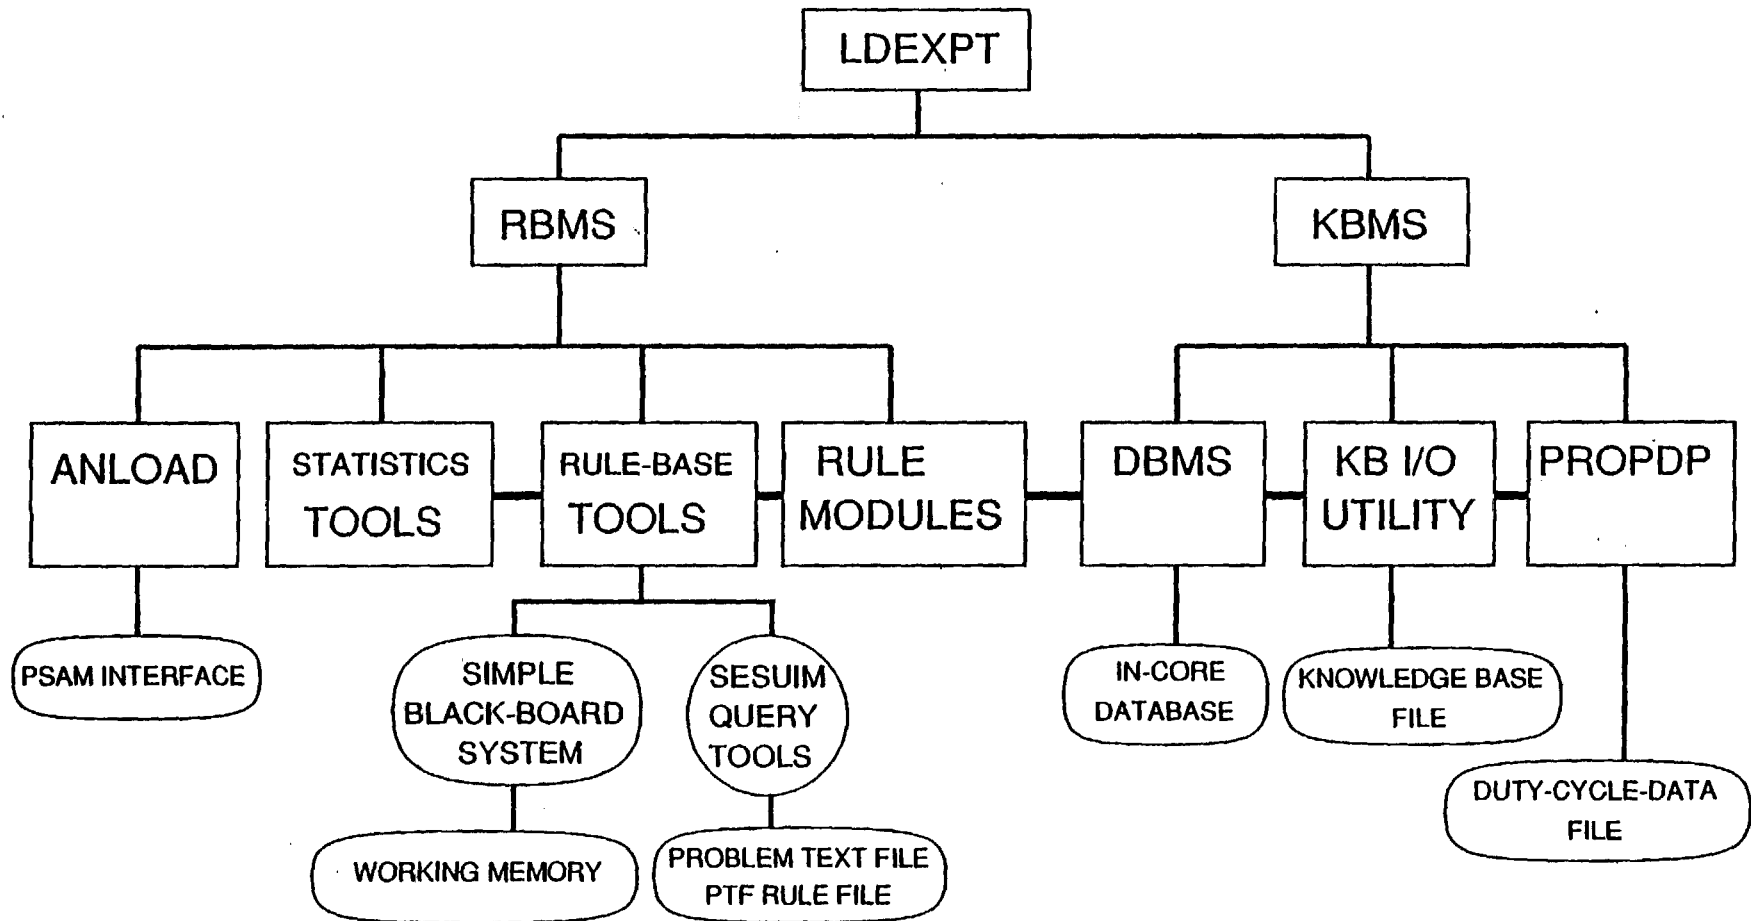 LDEXPT
RBMS
KBMS
ANLOAD
STATISTICS
TOOLS
RULE-BASE
TOOLS
RULE
MODULES
DBMS
KB I/O
UTILITY
PROPDP
PSAM INTERFACE
SIMPLE
BLACK-BOARD
SYSTEM
SESUIM
QUERY
TOOLS
IN-CORE
DATABASE
KNOWLEDGE BASE
FILE
DUTY-CYCLE-DATA
FILE
WORKING MEMORY
PROBLEM TEXT FILE
PTF RULE FILE